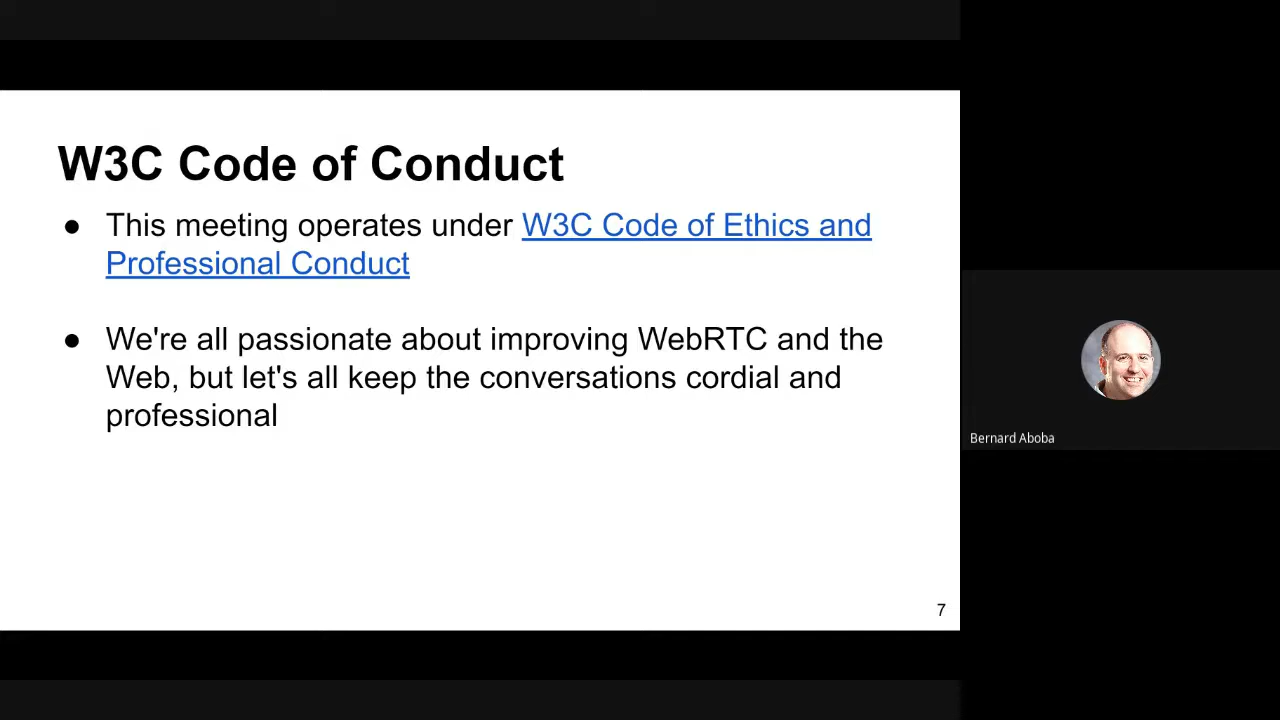 W3C Code of Conduct
● This meeting operates under W3C Code of Ethics and
Professional Conduct
● We're all passionate about improving WebRTC and the
Web, but let's all keep the conversations cordial and
professional
7
Bernard Aboba